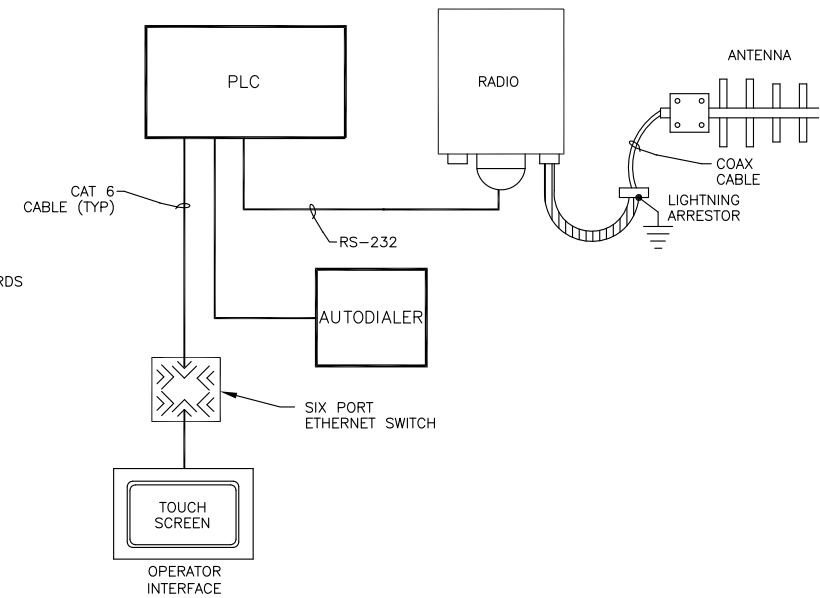 ANTENNA
PLC
RADIO
COAX
CABLE
CAT 6
CABLE (TYP)
LIGHTNING
ARRESTOR
RS-232
RDS
AUTODIALER
SIX PORT
ETHERNET SWITCH
TOUCH
SCREEN
OPERATOR
INTERFACE